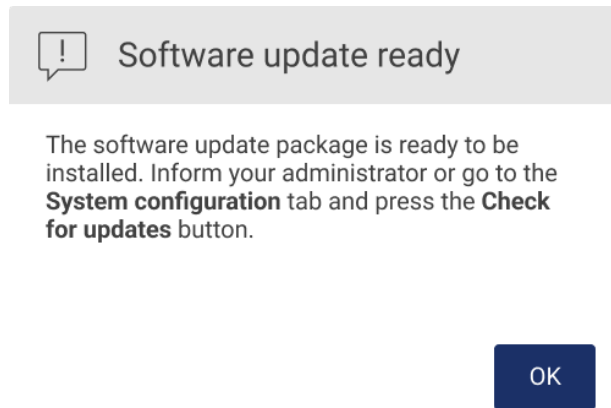 !
Software update ready
The software update package is ready to be
installed. Inform your administrator or go to the
System configuration tab and press the Check
for updates button.
OK